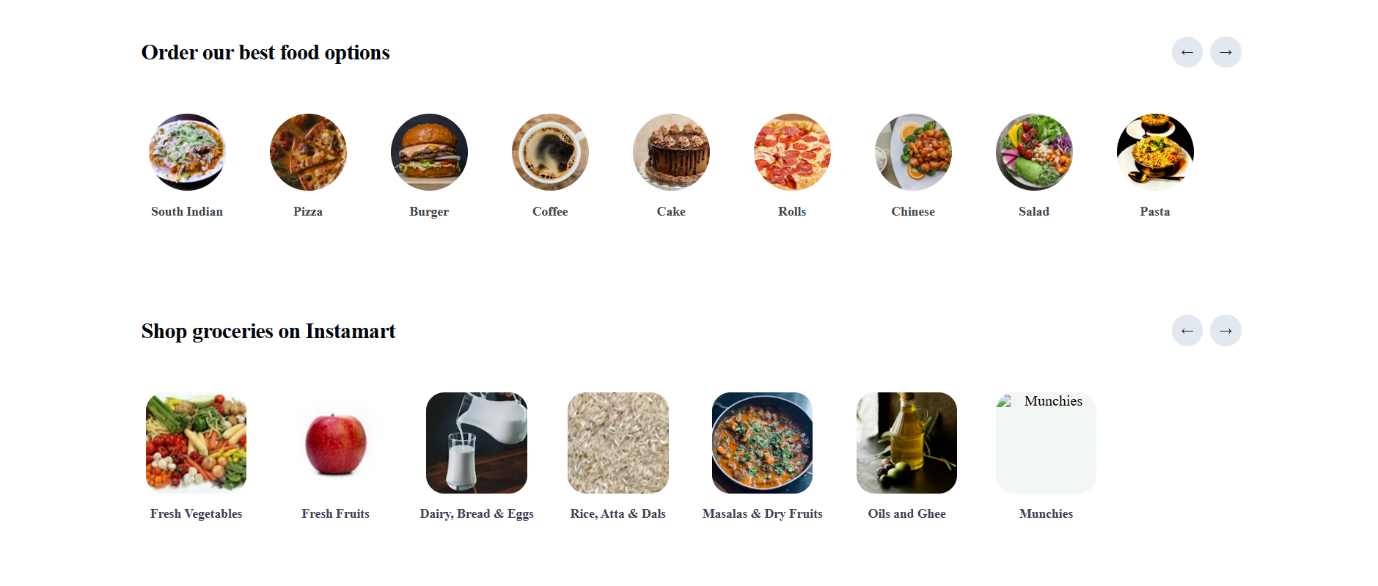 Order our best food options
← →
South Indian
Pizza
Burger
Coffee
Cake
Rolls
Chinese
Salad
Pasta
Shop groceries on Instamart
← →
Munchies
Fresh Vegetables
Fresh Fruits
Dairy, Bread & Eggs
Rice, Atta & Dals
Masalas & Dry Fruits
Oils and Ghee
Munchies